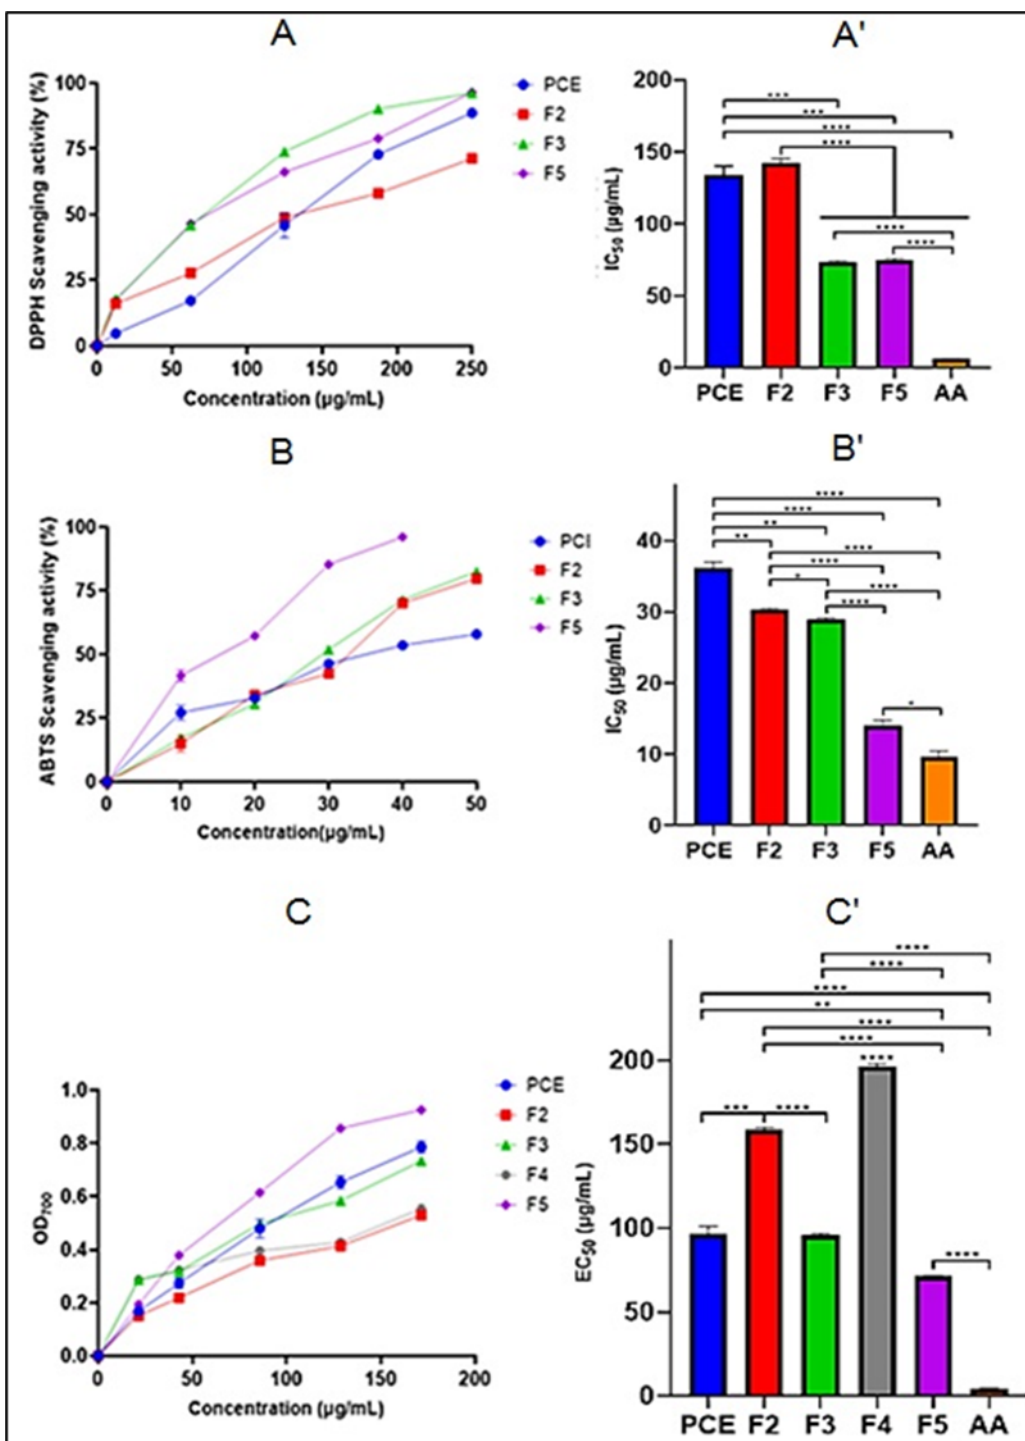 A
DPPH Scavenging activity (%)
100
75
50
25
0
0 50 100 150 200 250
Concentration (µg/mL)
PCE
F2
F3
F5
A'
IC50 (µg/mL)
200
150
100
50
0
*** 
***
****
****
****
****
PCE F2 F3 F5 AA
B
ABTS Scavenging activity (%)
100
75
50
25
0
0 10 20 30 40 50
Concentration(µg/mL)
PCI
F2
F3
F5
B'
IC50 (µg/mL)
40
30
20
10
0
****
****
**
**
****
****
*
****
****
*
PCE F2 F3 F5 AA
C
OD700
1.0
0.8
0.6
0.4
0.2
0.0
0 50 100 150 200
Concentration (µg/mL)
PCE
F2
F3
F4
F5
C'
EC50 (µg/mL)
200
150
100
50
0
****
****
****
**
****
****
****
*** ****
****
PCE F2 F3 F4 F5 AA